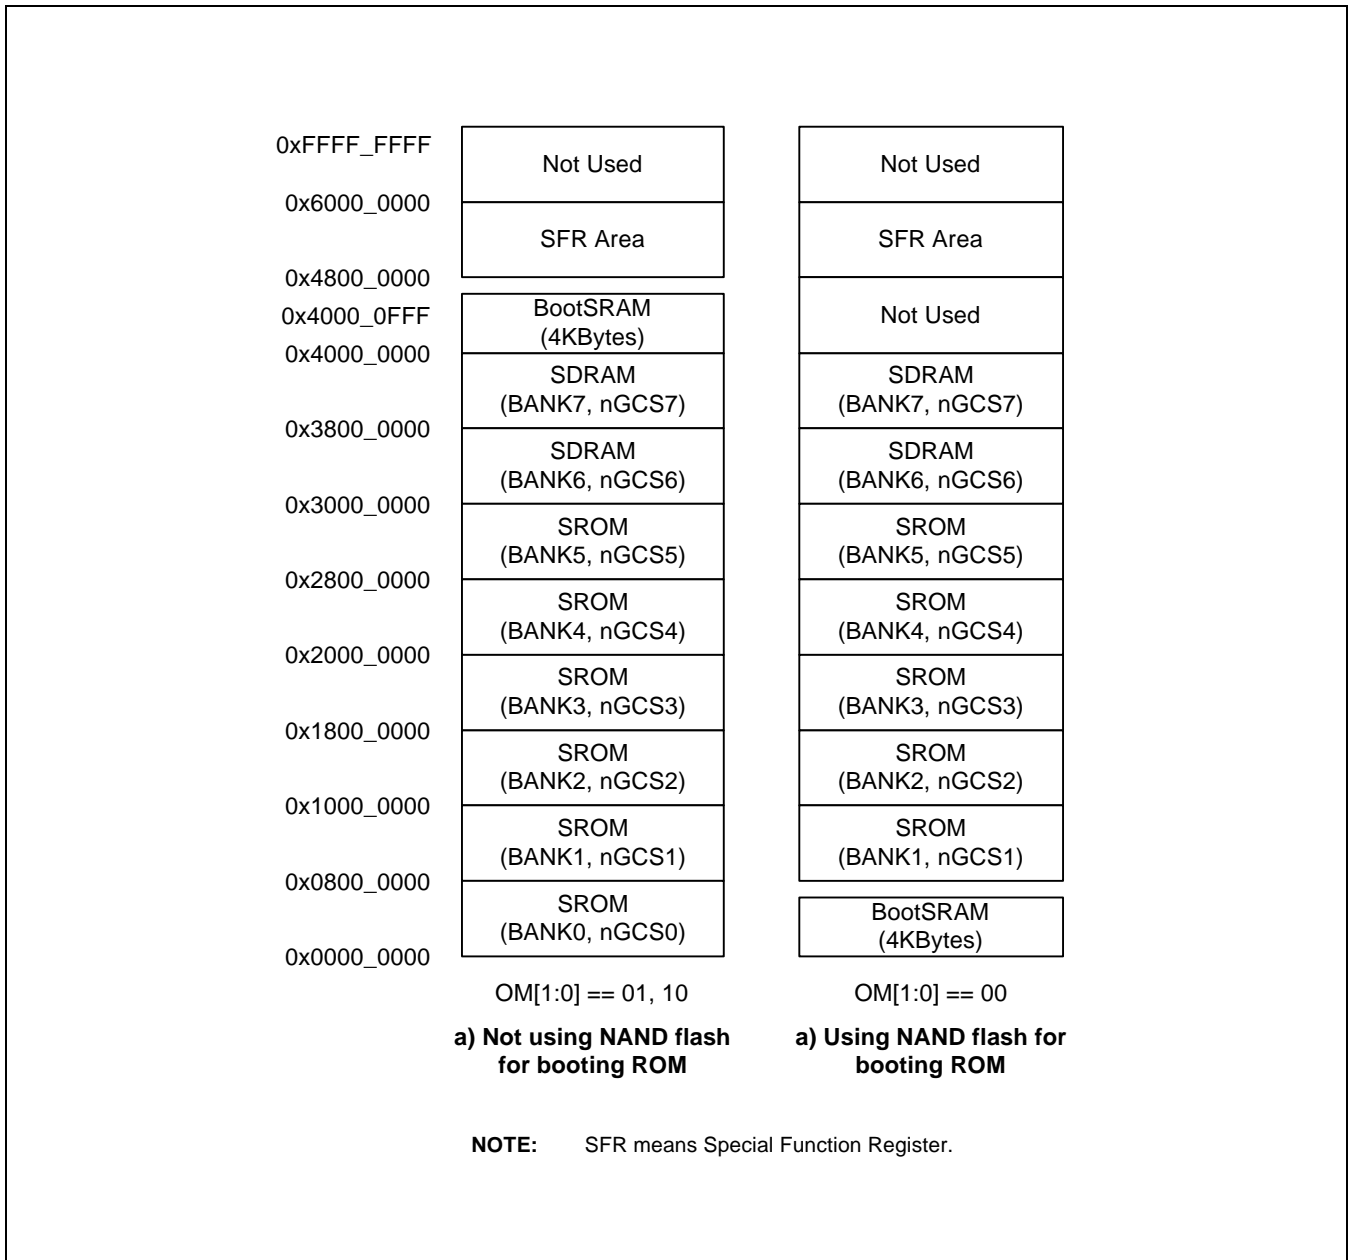 0xFFFF_FFFF
Not Used
Not Used
0x6000_0000
SFR Area
SFR Area
0x4800_0000
BootSRAM
(4KBytes)
Not Used
0x4000_0FFF
0x4000_0000
SDRAM
(BANK7, nGCS7)
SDRAM
(BANK7, nGCS7)
0x3800_0000
SDRAM
(BANK6, nGCS6)
SDRAM
(BANK6, nGCS6)
0x3000_0000
SROM
(BANK5, nGCS5)
SROM
(BANK5, nGCS5)
0x2800_0000
SROM
(BANK4, nGCS4)
SROM
(BANK4, nGCS4)
0x2000_0000
SROM
(BANK3, nGCS3)
SROM
(BANK3, nGCS3)
0x1800_0000
SROM
(BANK2, nGCS2)
SROM
(BANK2, nGCS2)
0x1000_0000
SROM
(BANK1, nGCS1)
SROM
(BANK1, nGCS1)
0x0800_0000
SROM
(BANK0, nGCS0)
BootSRAM
(4KBytes)
0x0000_0000
OM[1:0] == 01, 10
OM[1:0] == 00
a) Not using NAND flash
for booting ROM
a) Using NAND flash for
booting ROM
NOTE: SFR means Special Function Register.